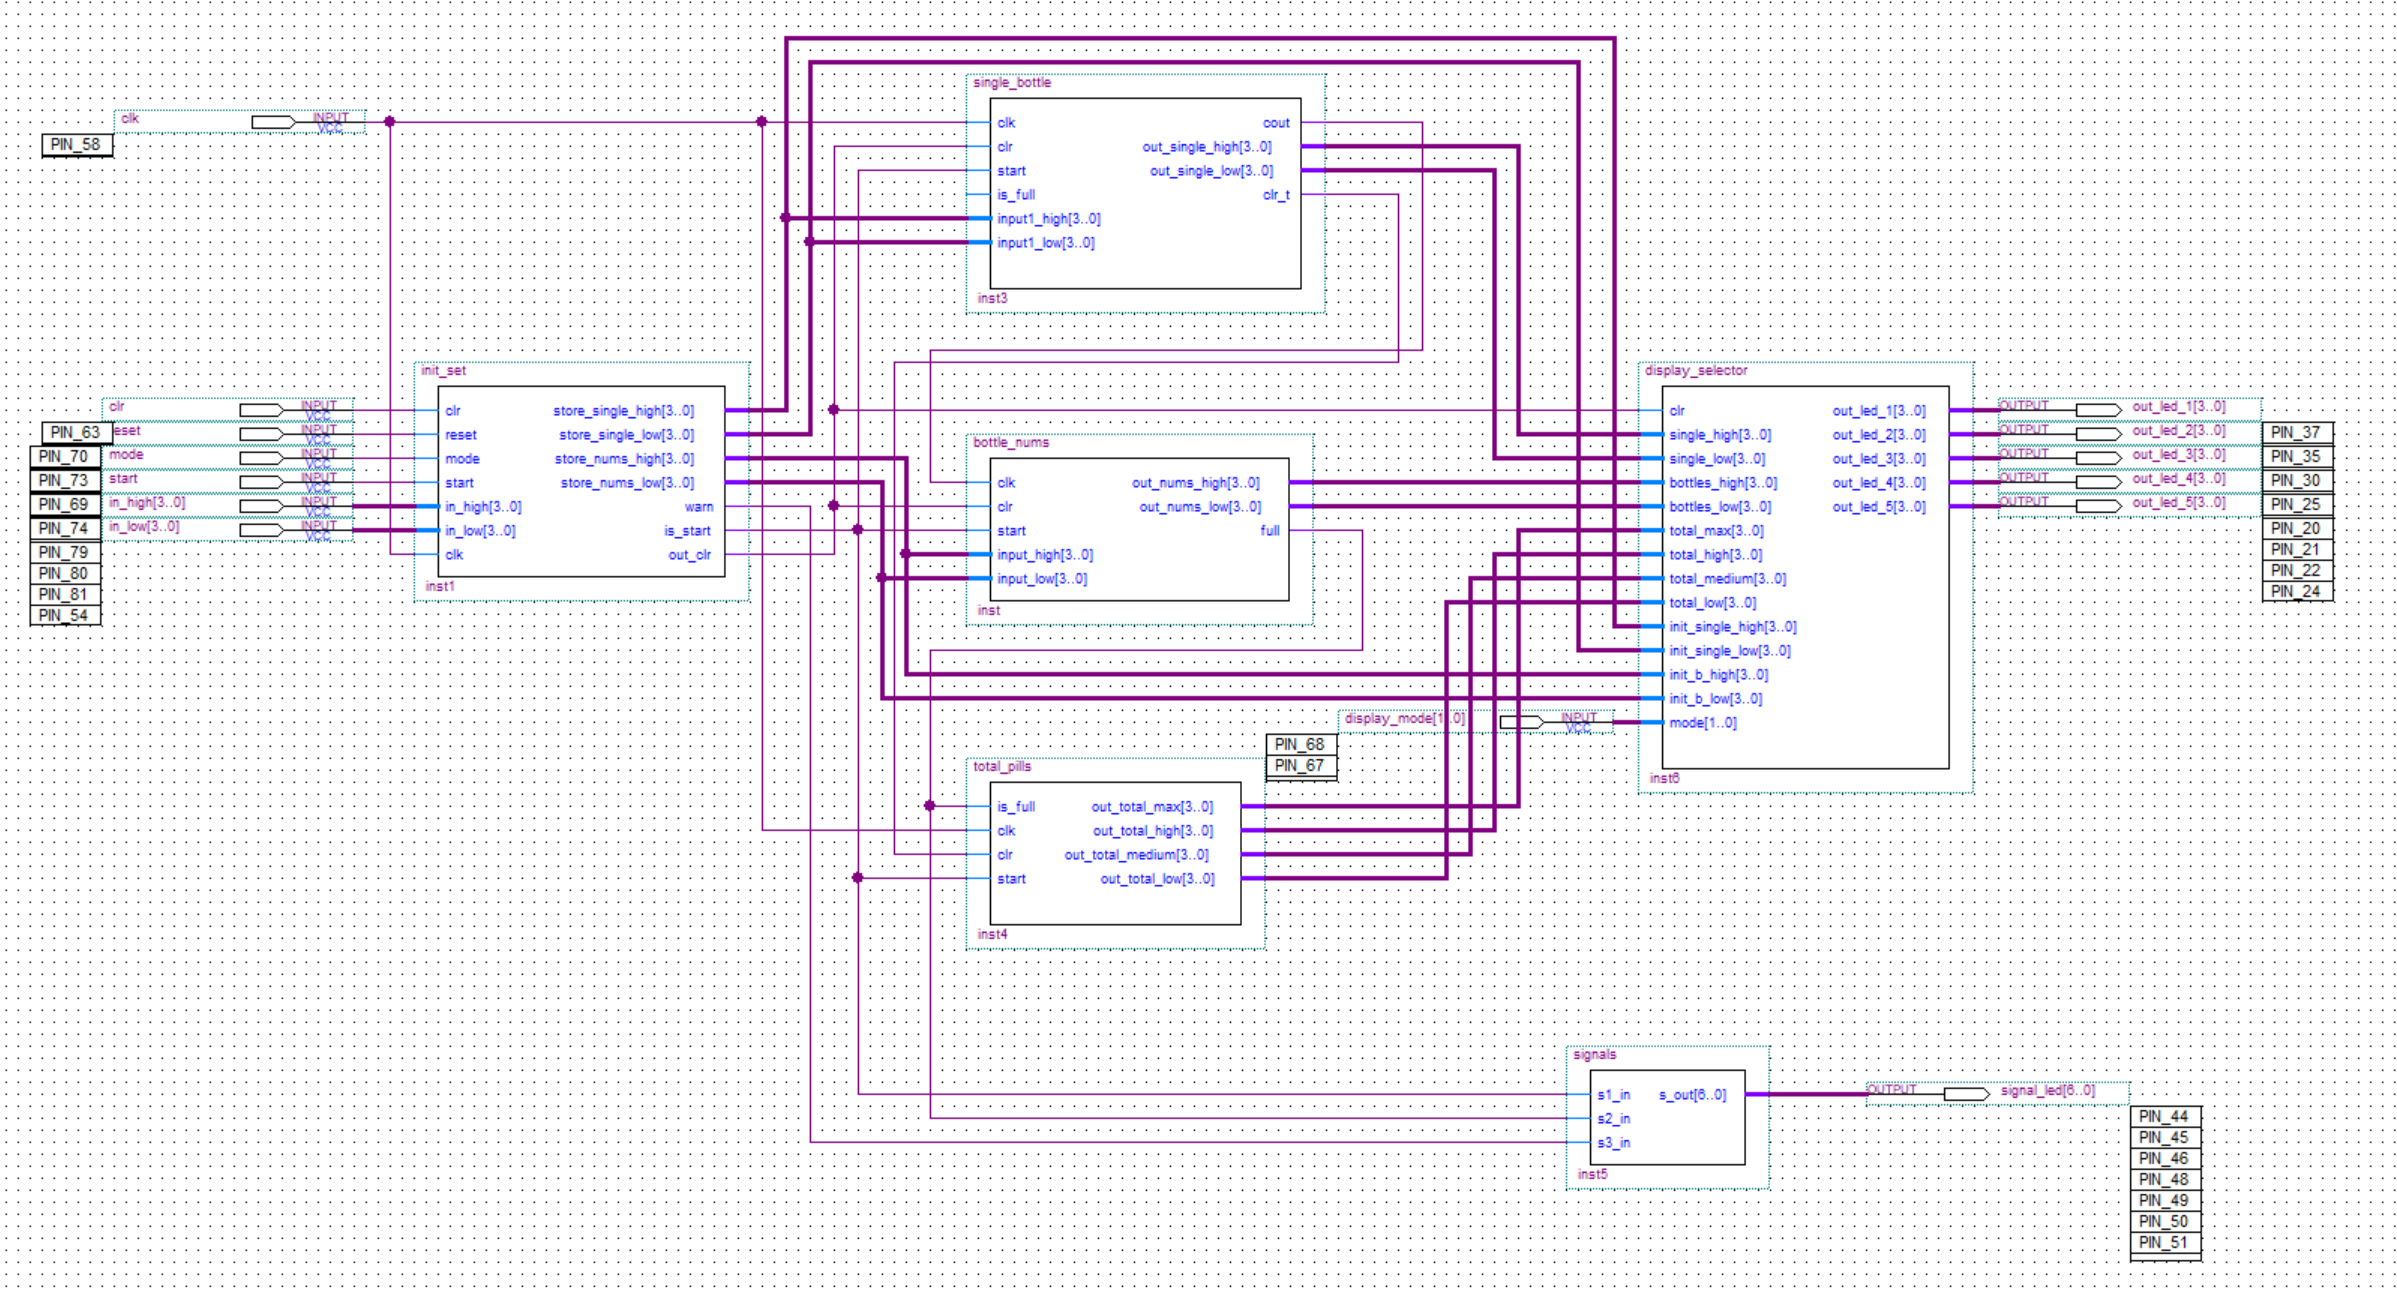 clk
INPUT
VCC
PIN_58
clr
INPUT
VCC
PIN_63
eset
INPUT
VCC
PIN_70
mode
INPUT
VCC
PIN_73
start
INPUT
VCC
PIN_69
in_high[3..0]
INPUT
VCC
PIN_74
in_low[3..0]
INPUT
VCC
PIN_79
PIN_80
PIN_81
PIN_54
init_set
clr
reset
mode
start
in_high[3..0]
in_low[3..0]
clk
store_single_high[3..0]
store_single_low[3..0]
store_nums_high[3..0]
store_nums_low[3..0]
warn
is_start
out_clr
inst1
single_bottle
clk
clr
start
is_full
input1_high[3..0]
input1_low[3..0]
cout
out_single_high[3..0]
out_single_low[3..0]
clr_t
inst3
bottle_nums
clk
clr
start
input_high[3..0]
input_low[3..0]
out_nums_high[3..0]
out_nums_low[3..0]
full
inst
total_pills
is_full
clk
clr
start
out_total_max[3..0]
out_total_high[3..0]
out_total_medium[3..0]
out_total_low[3..0]
inst4
display_mode[1..0]
INPUT
VCC
PIN_68
PIN_67
display_selector
clr
single_high[3..0]
single_low[3..0]
bottles_high[3..0]
bottles_low[3..0]
total_max[3..0]
total_high[3..0]
total_medium[3..0]
total_low[3..0]
init_single_high[3..0]
init_single_low[3..0]
init_b_high[3..0]
init_b_low[3..0]
mode[1..0]
out_led_1[3..0]
out_led_2[3..0]
out_led_3[3..0]
out_led_4[3..0]
out_led_5[3..0]
inst6
OUTPUT
out_led_1[3..0]
OUTPUT
out_led_2[3..0]
OUTPUT
out_led_3[3..0]
OUTPUT
out_led_4[3..0]
OUTPUT
out_led_5[3..0]
PIN_37
PIN_35
PIN_30
PIN_25
PIN_20
PIN_21
PIN_22
PIN_24
signals
s1_in
s2_in
s3_in
s_out[6..0]
inst5
OUTPUT
signal_led[6..0]
PIN_44
PIN_45
PIN_46
PIN_48
PIN_49
PIN_50
PIN_51